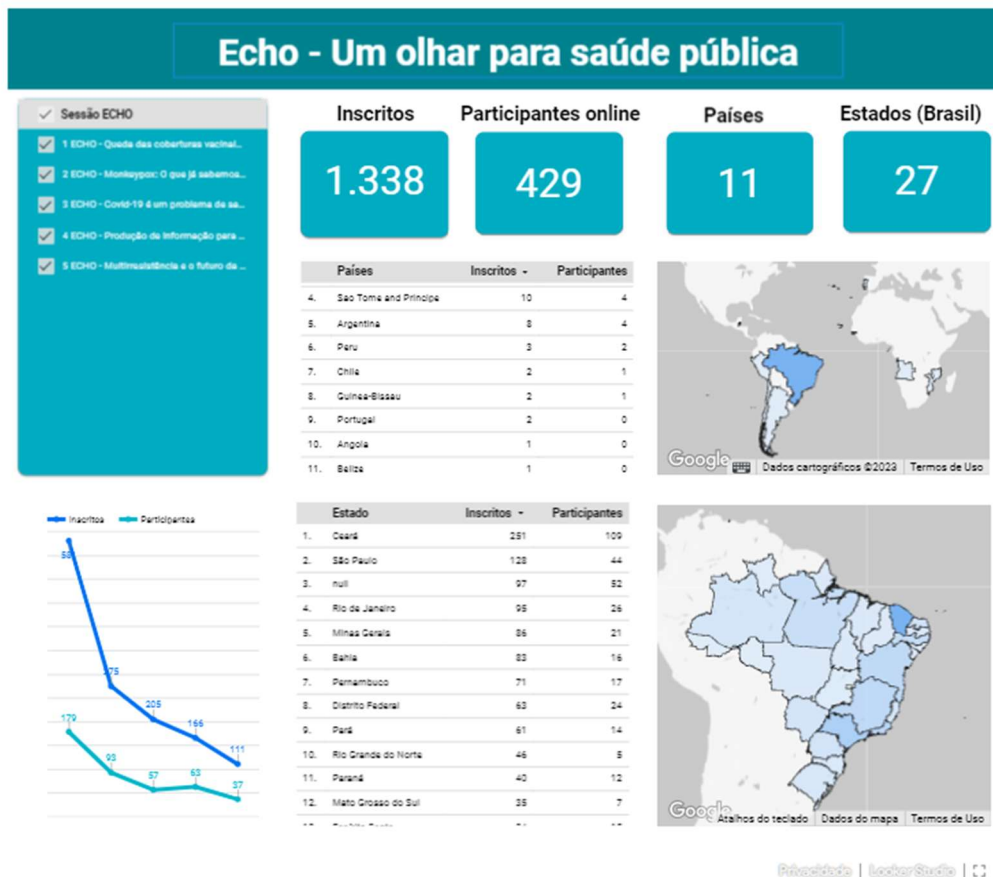 Echo - Um olhar para saúde pública
Sessão ECHO
1 ECHO - Queda das coberturas vacinai...
2 ECHO - Monkeypox: O que já sabemos...
3 ECHO - Covid-19 é um problema de sa...
4 ECHO - Produção de Informação para ...
5 ECHO - Multirresistência e o futuro da ...
Inscritos Participantes online Países Estados (Brasil)
1.338 429 11 27
Países Inscritos Participantes
4. Sao Tome and Principe 10 4
5. Argentina 8 4
6. Peru 3 2
7. Chile 2 1
8. Guinea-Bissau 2 1
9. Portugal 2 0
10. Angola 1 0
11. Belize 1 0
Google Dados cartográficos ©2023 Termos de Uso
Inscritos Participantes
205
166
111
179
93
57
63
37
Estado Inscritos Participantes
1. Ceará 251 109
2. São Paulo 128 44
3. null 97 52
4. Rio de Janeiro 95 26
5. Minas Gerais 86 21
6. Bahia 83 16
7. Pernambuco 71 17
8. Distrito Federal 63 24
9. Pará 61 14
10. Rio Grande do Norte 46 5
11. Paraná 40 12
12. Mato Grosso do Sul 35 7
Google Atalhos do teclado Dados do mapa Termos de Uso
Privacidade Looker Studio